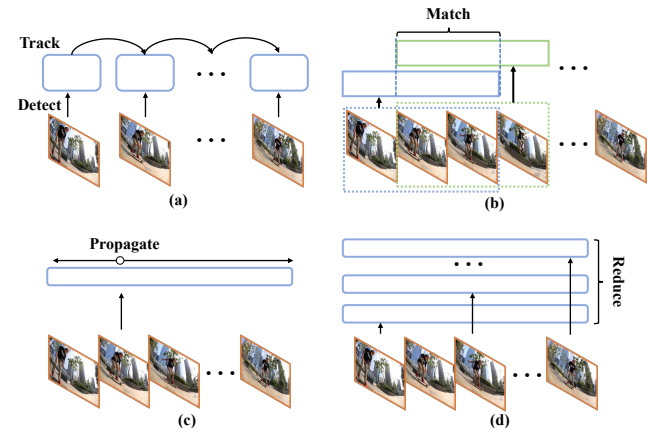 Track
Detect
(a)
Match
(b)
Propagate
(c)
Reduce
(d)